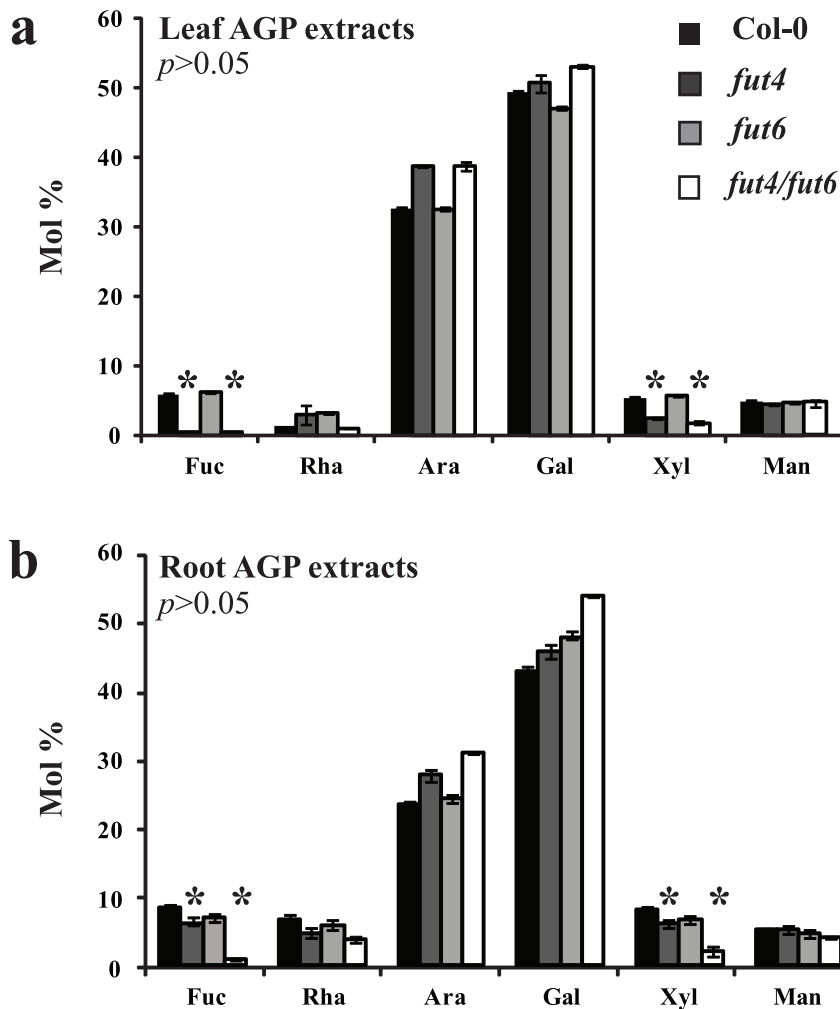 a
Leaf AGP extracts
p>0.05
Col-0
fut4
fut6
fut4/fut6
Mol %
60
50
40
30
20
10
0
* * * *
Fuc Rha Ara Gal Xyl Man
b
Root AGP extracts
p>0.05
Mol %
60
50
40
30
20
10
0
* * * *
Fuc Rha Ara Gal Xyl Man